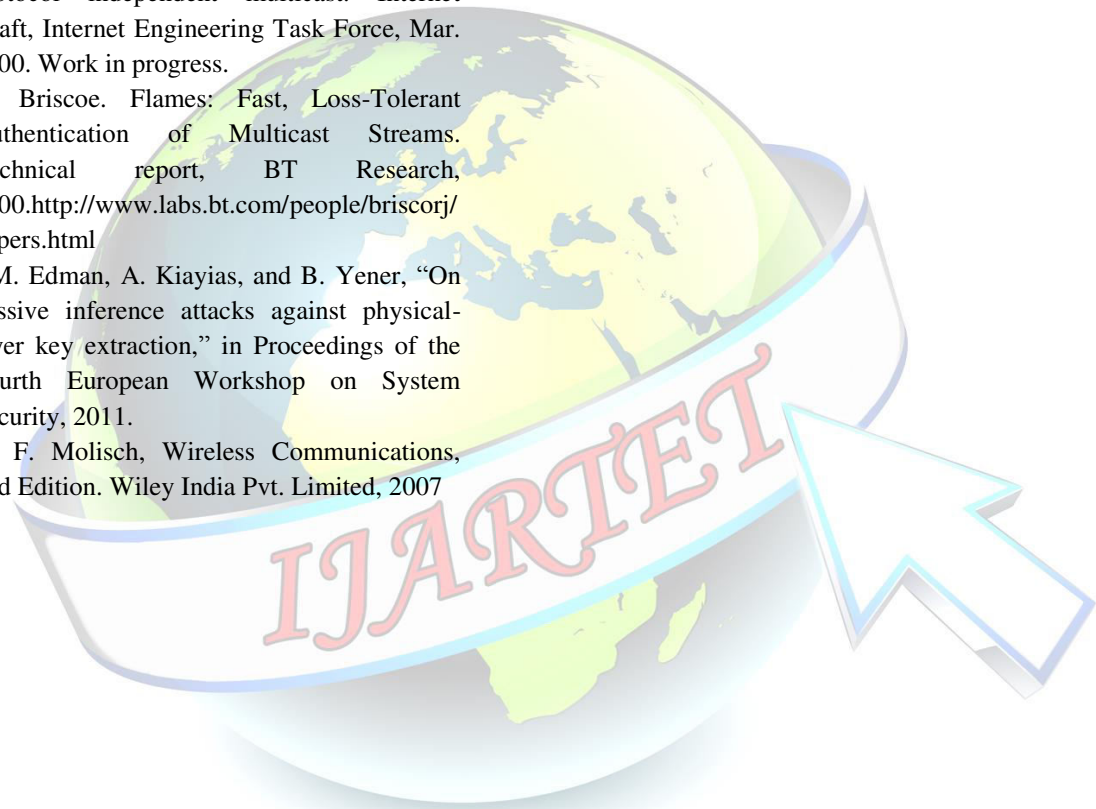 otocol Independent multicast. Internet
aft, Internet Engineering Task Force, Mar.
00. Work in progress.
Briscoe. Flames: Fast, Loss-Tolerant
uthentication of Multicast Streams.
chnical report, BT Research,
00.http://www.labs.bt.com/people/briscorj/
pers.html
M. Edman, A. Kiayias, and B. Yener, “On
ssive inference attacks against physical-
yer key extraction,” in Proceedings of the
urth European Workshop on System
curity, 2011.
F. Molisch, Wireless Communications,
d Edition. Wiley India Pvt. Limited, 2007
IJARTET